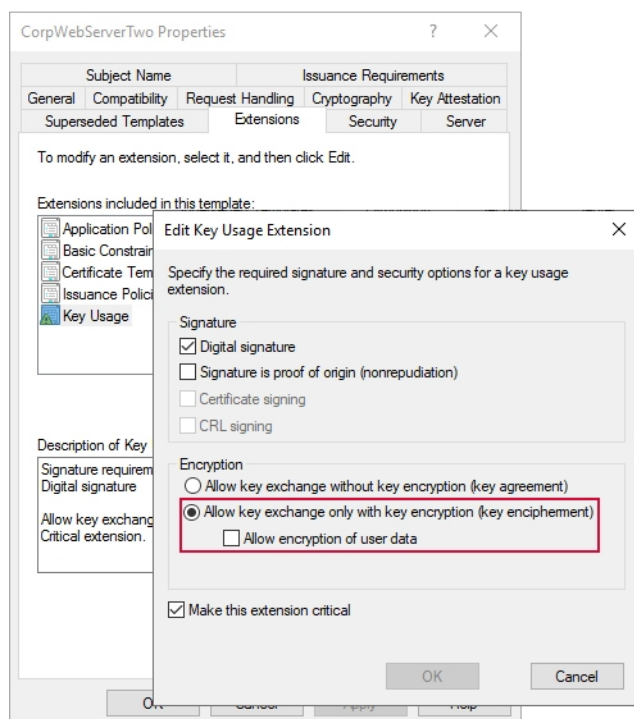 CorpWebServerTwo Properties ? ×
Subject Name Issuance Requirements
General Compatibility Request Handling Cryptography Key Attestation
Superseded Templates Extensions Security Server
To modify an extension, select it, and then click Edit.
Extensions included in this template:
Application Pol
Basic Constrain
Certificate Tem
Issuance Polici
Key Usage
Description of Key
Signature requirem
Digital signature
Allow key exchang
Critical extension.
Edit Key Usage Extension ×
Specify the required signature and security options for a key usage
extension.
Signature
Digital signature
Signature is proof of origin (nonrepudiation)
Certificate signing
CRL signing
Encryption
Allow key exchange without key encryption (key agreement)
Allow key exchange only with key encryption (key encipherment)
Allow encryption of user data
Make this extension critical
OK Cancel